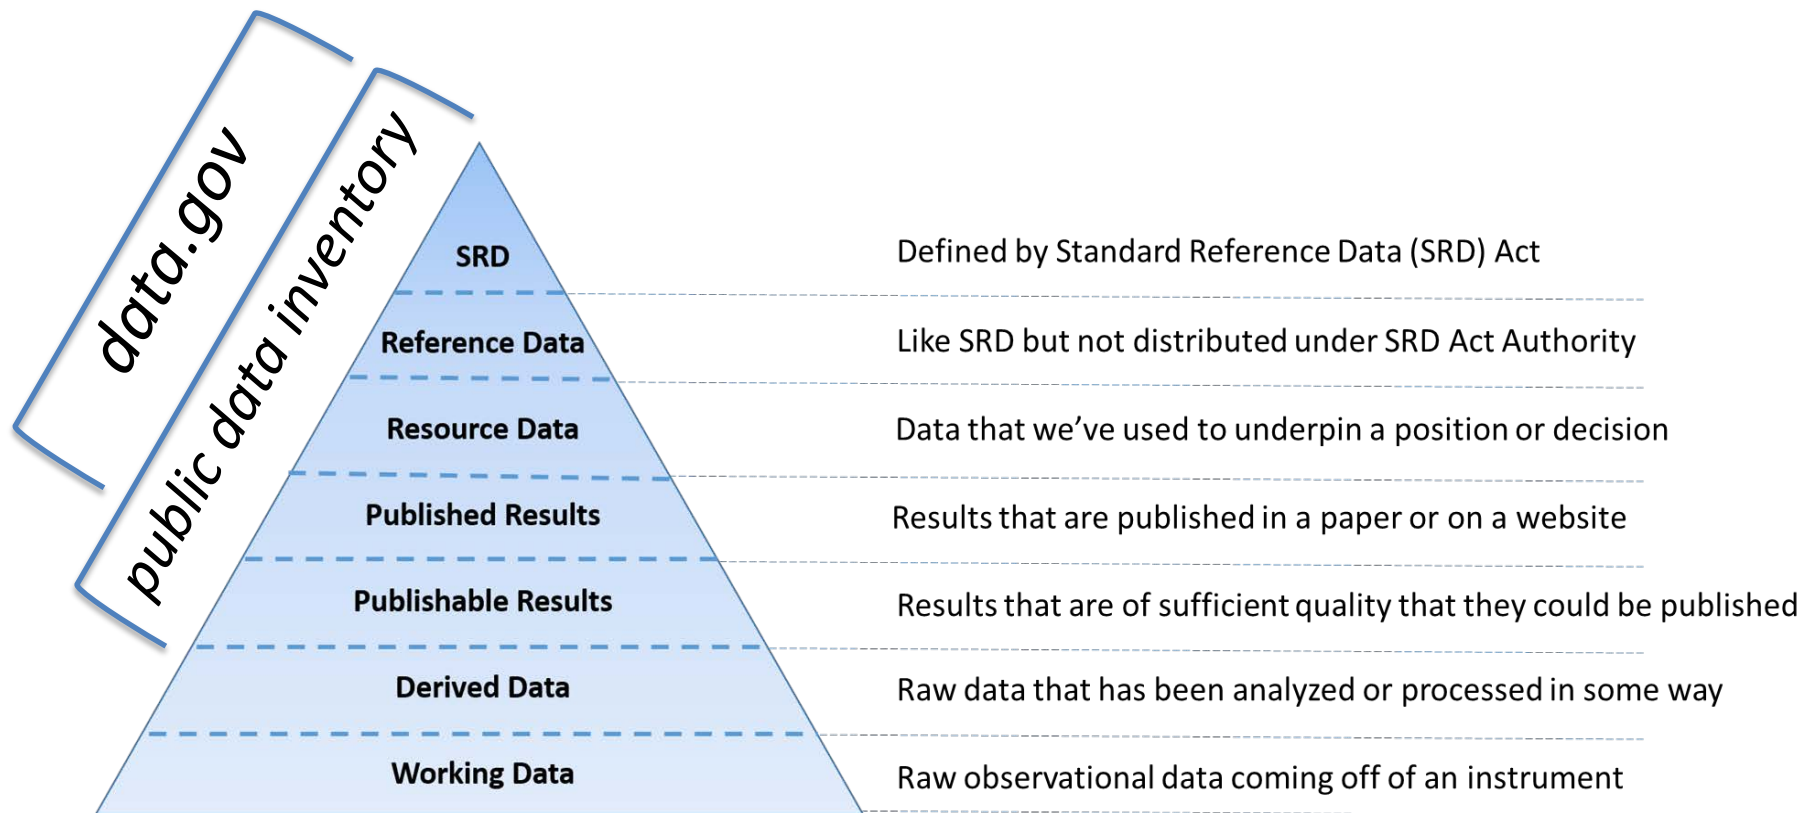 data.gov
public data inventory
SRD
Defined by Standard Reference Data (SRD) Act
Reference Data
Like SRD but not distributed under SRD Act Authority
Resource Data
Data that we’ve used to underpin a position or decision
Published Results
Results that are published in a paper or on a website
Publishable Results
Results that are of sufficient quality that they could be published
Derived Data
Raw data that has been analyzed or processed in some way
Working Data
Raw observational data coming off of an instrument